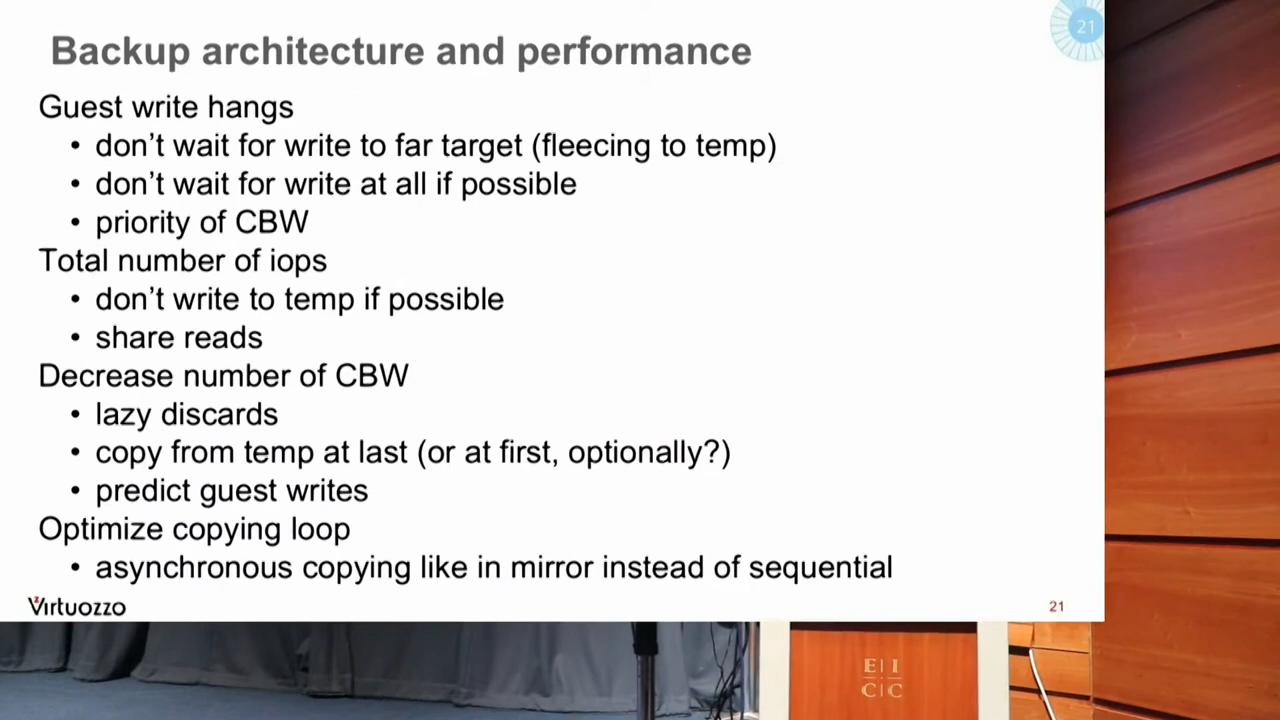 21
Backup architecture and performance
Guest write hangs
• don’t wait for write to far target (fleecing to temp)
• don’t wait for write at all if possible
• priority of CBW
Total number of iops
• don’t write to temp if possible
• share reads
Decrease number of CBW
• lazy discards
• copy from temp at last (or at first, optionally?)
• predict guest writes
Optimize copying loop
• asynchronous copying like in mirror instead of sequential
Virtuozzo
21
E I
C C